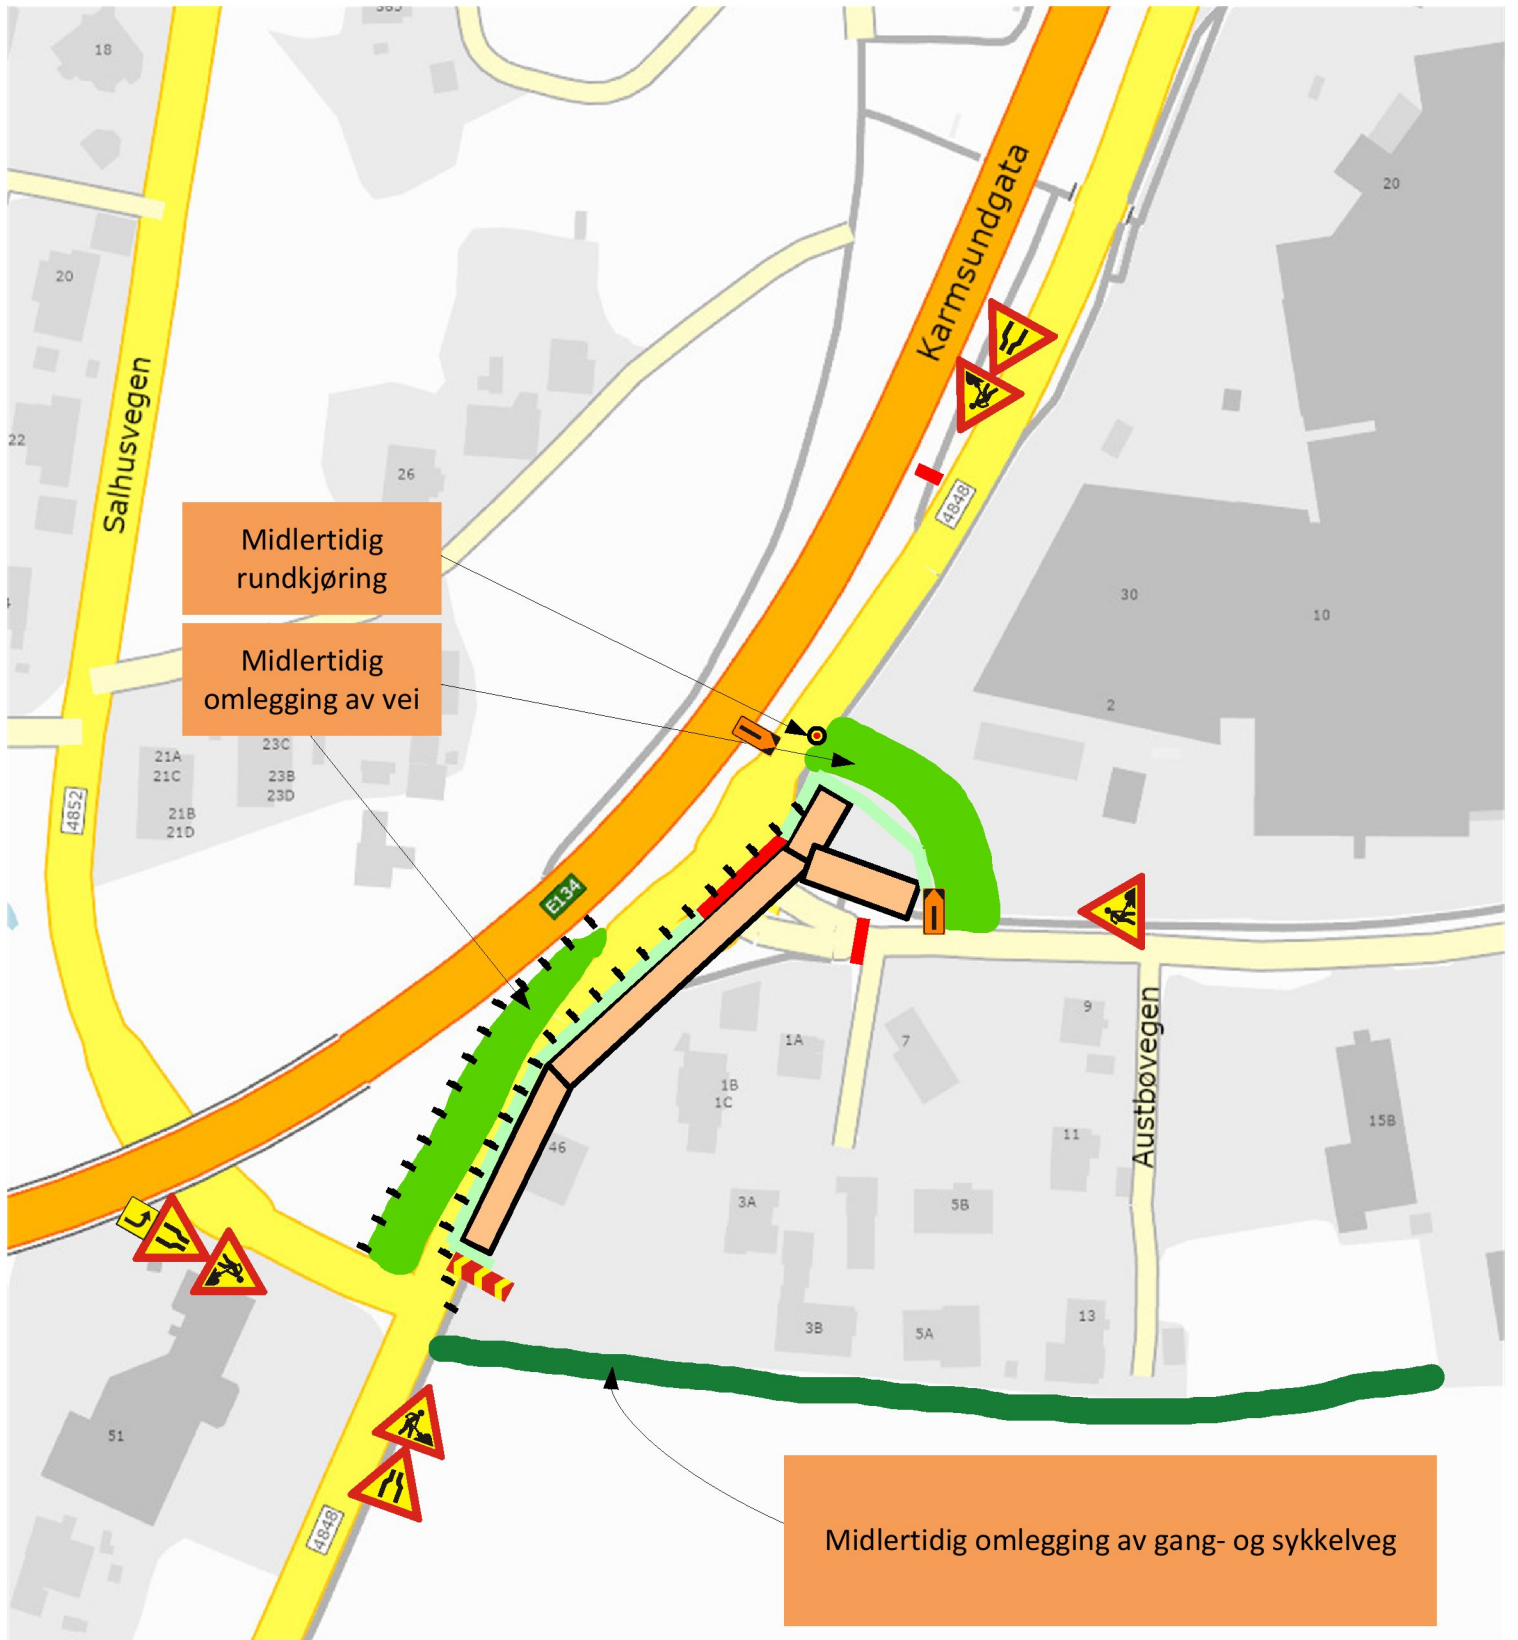 18
20
20
Karmsundgata
Salhusvegen
22
26
4848
Midlertidig
rundkjøring
30
10
Midlertidig
omlegging av vei
2
23C
21A
21C
23B
23D
21B
21D
4852
E134
9
1A
7
1B
1C
Austbøvegen
15B
11
46
3A
5B
13
3B
5A
51
4848
Midlertidig omlegging av gang- og sykkelveg